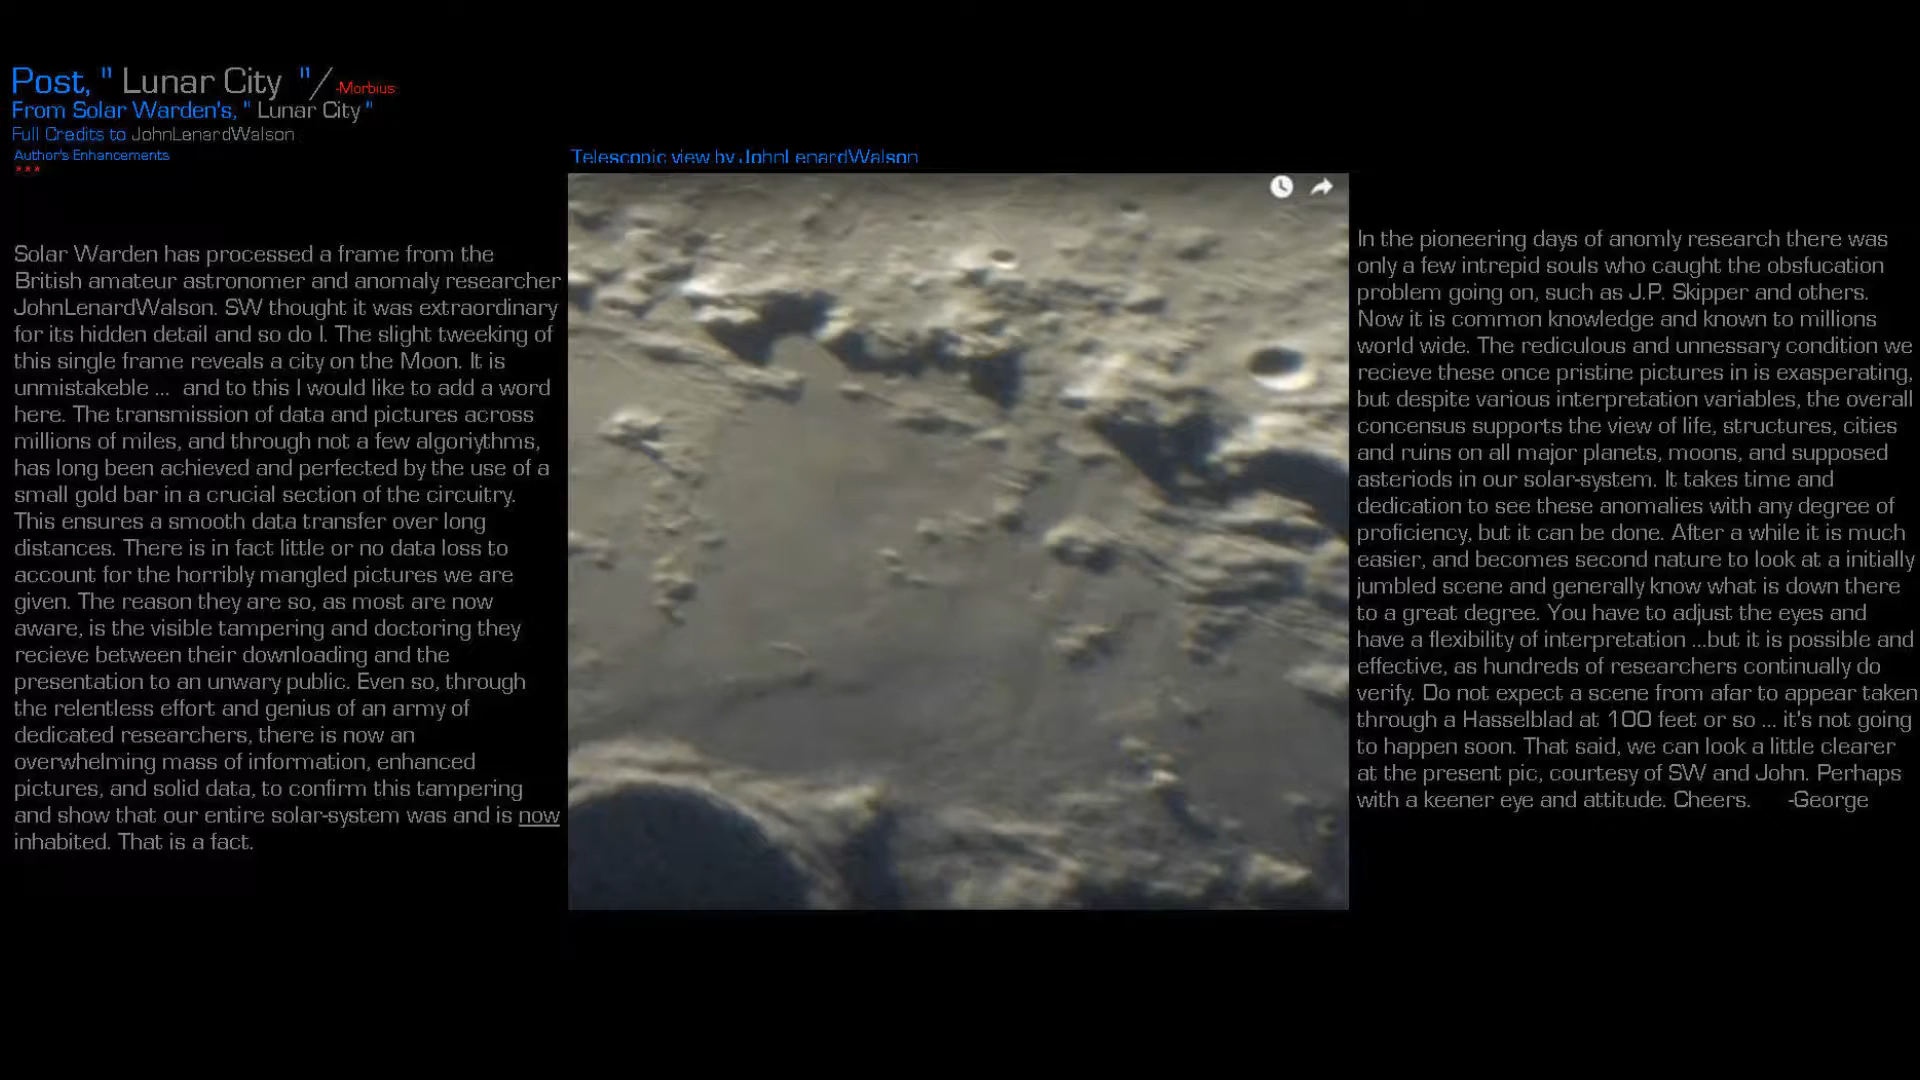 Post, " Lunar City "/ -Morbius
From Solar Warden's, " Lunar City "
Full Credits to JohnLenardWalson
Author's Enhancements
***
Telescopic view by JohnLenardWalson
Solar Warden has processed a frame from the
British amateur astronomer and anomaly researcher
JohnLenardWalson. SW thought it was extraordinary
for its hidden detail and so do I. The slight tweeking of
this single frame reveals a city on the Moon. It is
unmistakeble ... and to this I would like to add a word
here. The transmission of data and pictures across
millions of miles, and through not a few algoriythms,
has long been achieved and perfected by the use of a
small gold bar in a crucial section of the circuitry.
This ensures a smooth data transfer over long
distances. There is in fact little or no data loss to
account for the horribly mangled pictures we are
given. The reason they are so, as most are now
aware, is the visible tampering and doctoring they
recieve between their downloading and the
presentation to an unwary public. Even so, through
the relentless effort and genius of an army of
dedicated researchers, there is now an
overwhelming mass of information, enhanced
pictures, and solid data, to confirm this tampering
and show that our entire solar-system was and is now
inhabited. That is a fact.
In the pioneering days of anomly research there was
only a few intrepid souls who caught the obsfucation
problem going on, such as J.P. Skipper and others.
Now it is common knowledge and known to millions
world wide. The rediculous and unnessary condition we
recieve these once pristine pictures in is exasperating,
but despite various interpretation variables, the overall
concensus supports the view of life, structures, cities
and ruins on all major planets, moons, and supposed
asteriods in our solar-system. It takes time and
dedication to see these anomalies with any degree of
proficiency, but it can be done. After a while it is much
easier, and becomes second nature to look at a initially
jumbled scene and generally know what is down there
to a great degree. You have to adjust the eyes and
have a flexibility of interpretation ...but it is possible and
effective, as hundreds of researchers continually do
verify. Do not expect a scene from afar to appear taken
through a Hasselblad at 100 feet or so ... it's not going
to happen soon. That said, we can look a little clearer
at the present pic, courtesy of SW and John. Perhaps
with a keener eye and attitude. Cheers. -George